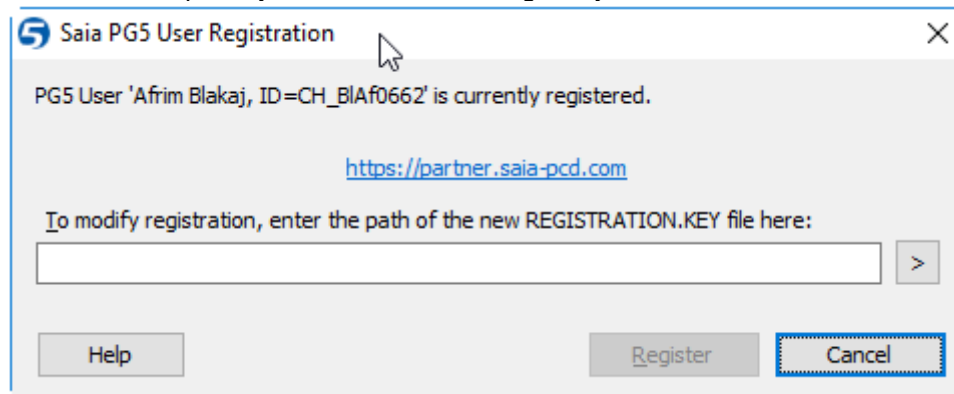 Saia PG5 User Registration
PG5 User 'Afrim Blakaj, ID=CH_BlAf0662' is currently registered.
https://partner.saia-pcd.com
To modify registration, enter the path of the new REGISTRATION.KEY file here:
>
Help
Register
Cancel